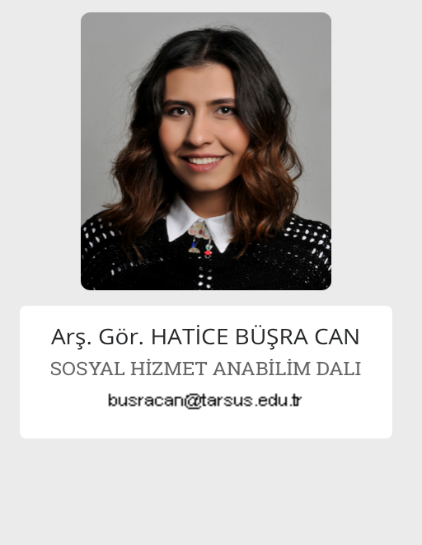 Arş. Gör. HATİCE BÜŞRA CAN
SOSYAL HİZMET ANABİLİM DALI
busracan@tarsus.edu.tr